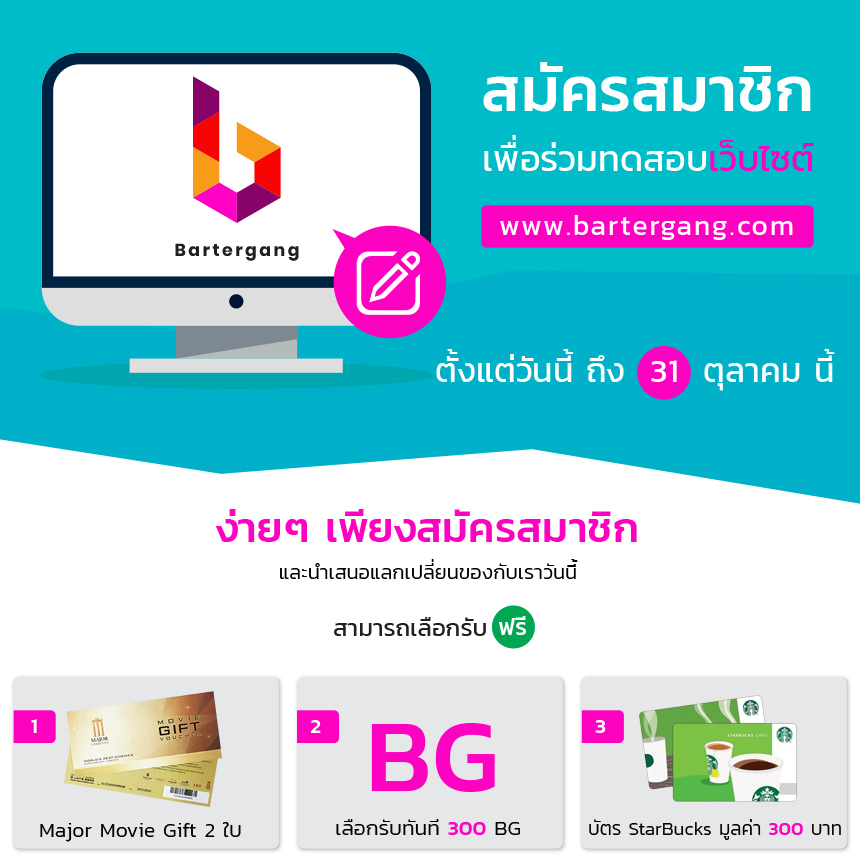 Bartergang
สมัครสมาชิก
เพื่อร่วมทดสอบเว็บไซต์
www.bartergang.com
ตั้งแต่วันนี้ ถึง 31 ตุลาคม นี้
ง่ายๆ เพียงสมัครสมาชิก
และนำเสนอแลกเปลี่ยนของกับเราวันนี้
สามารถเลือกรับ ฟรี
1
MAJOR
CINEPLEX
MOVIE
GIFT
VOUCHER
WORLD'S BEST CINEMAS
Major Movie Gift 2 ใบ
2
BG
เลือกรับทันที 300 BG
3
STARBUCKS CARD
บัตร StarBucks มูลค่า 300 บาท